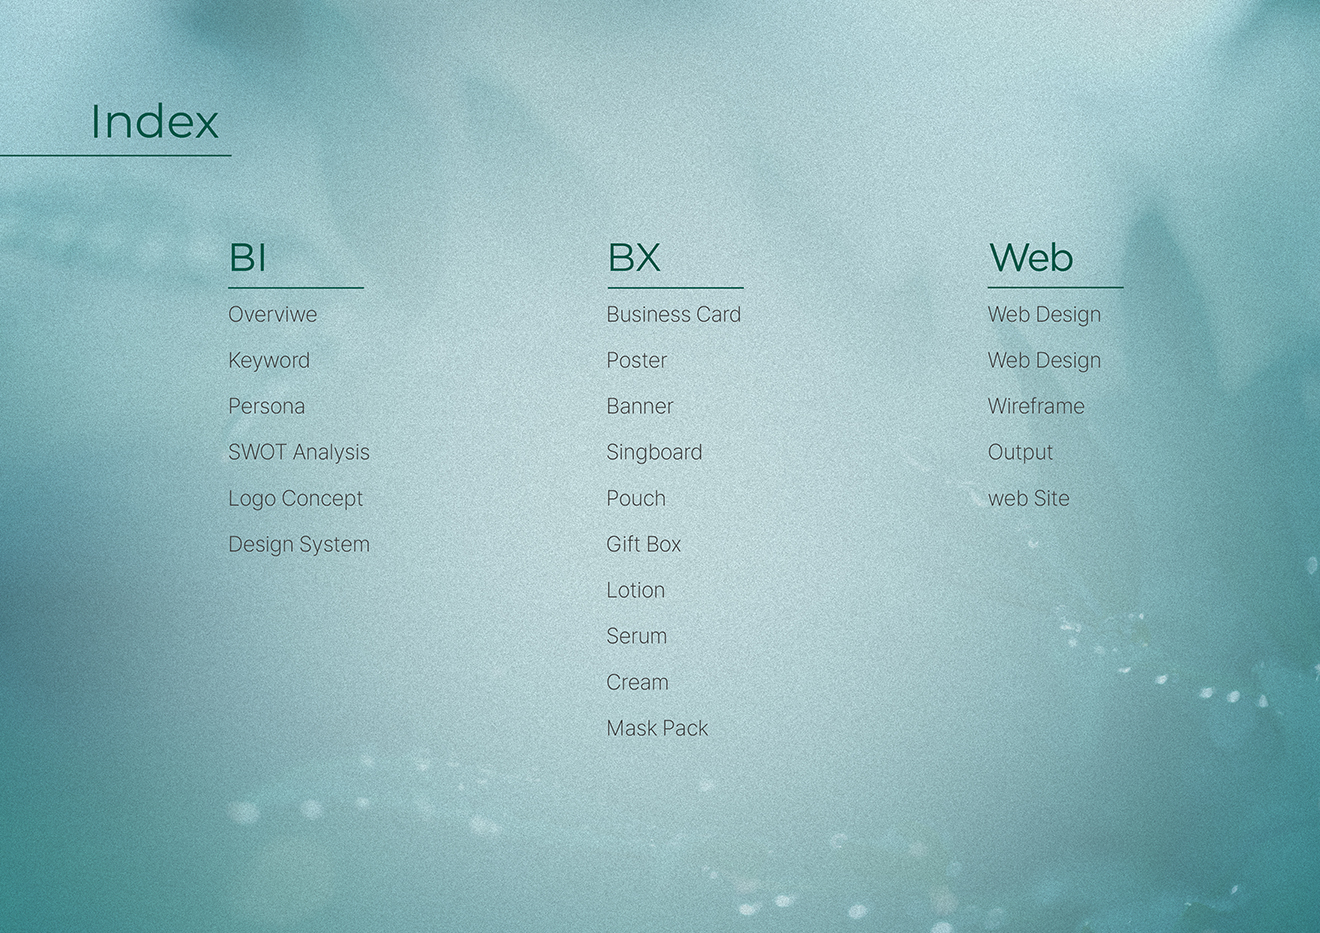 Index
BI
Overviwe
Keyword
Persona
SWOT Analysis
Logo Concept
Design System
BX
Business Card
Poster
Banner
Singboard
Pouch
Gift Box
Lotion
Serum
Cream
Mask Pack
Web
Web Design
Web Design
Wireframe
Output
web Site